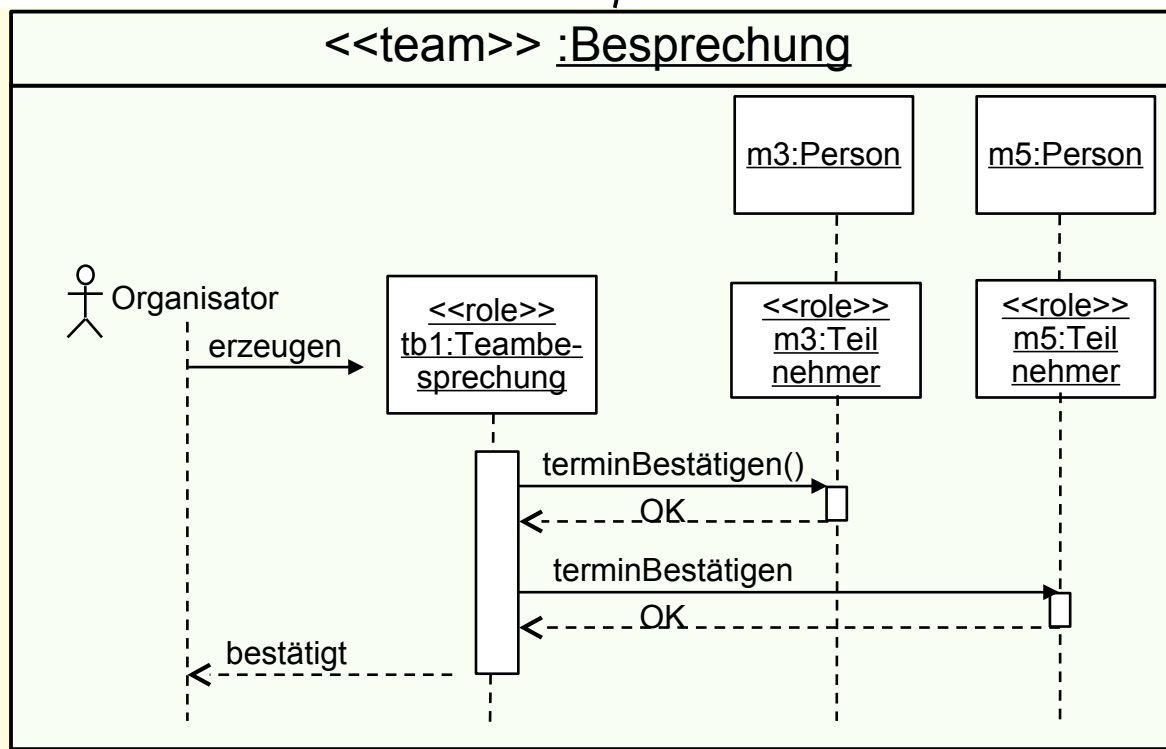 <<team>> :Besprechung
m3:Person
m5:Person
Organisator
<<role>>
tb1:Teambe-
sprechung
<<role>>
m3:Teil
nehmer
<<role>>
m5:Teil
nehmer
erzeugen
terminBestätigen()
OK
terminBestätigen
OK
bestätigt